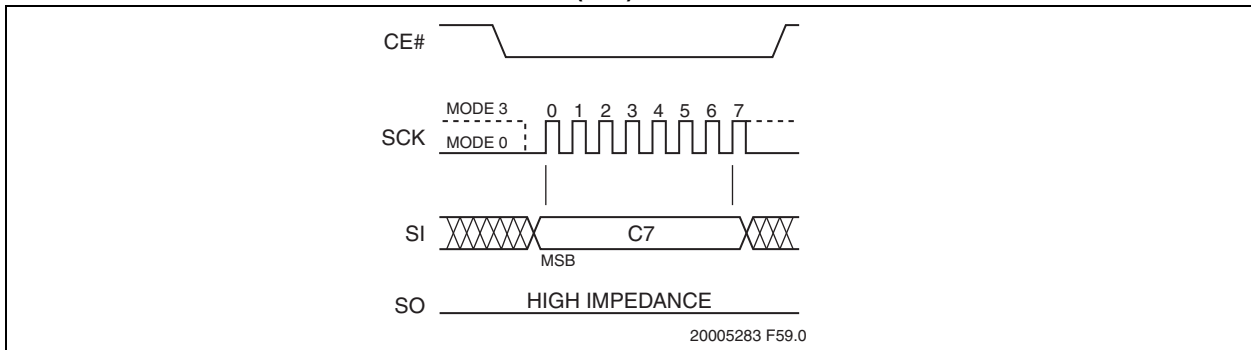 CE#
MODE 3
0 1 2 3 4 5 6 7
SCK
MODE 0
SI
C7
MSB
SO
HIGH IMPEDANCE
20005283 F59.0